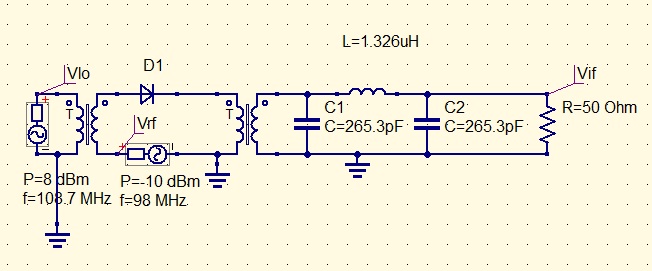 L=1.326uH
Vlo
D1
Vif
T
T
C1
C=265.3pF
C2
C=265.3pF
R=50 Ohm
Vrf
P=8 dBm
f=108.7 MHz
P=-10 dBm
f=98 MHz